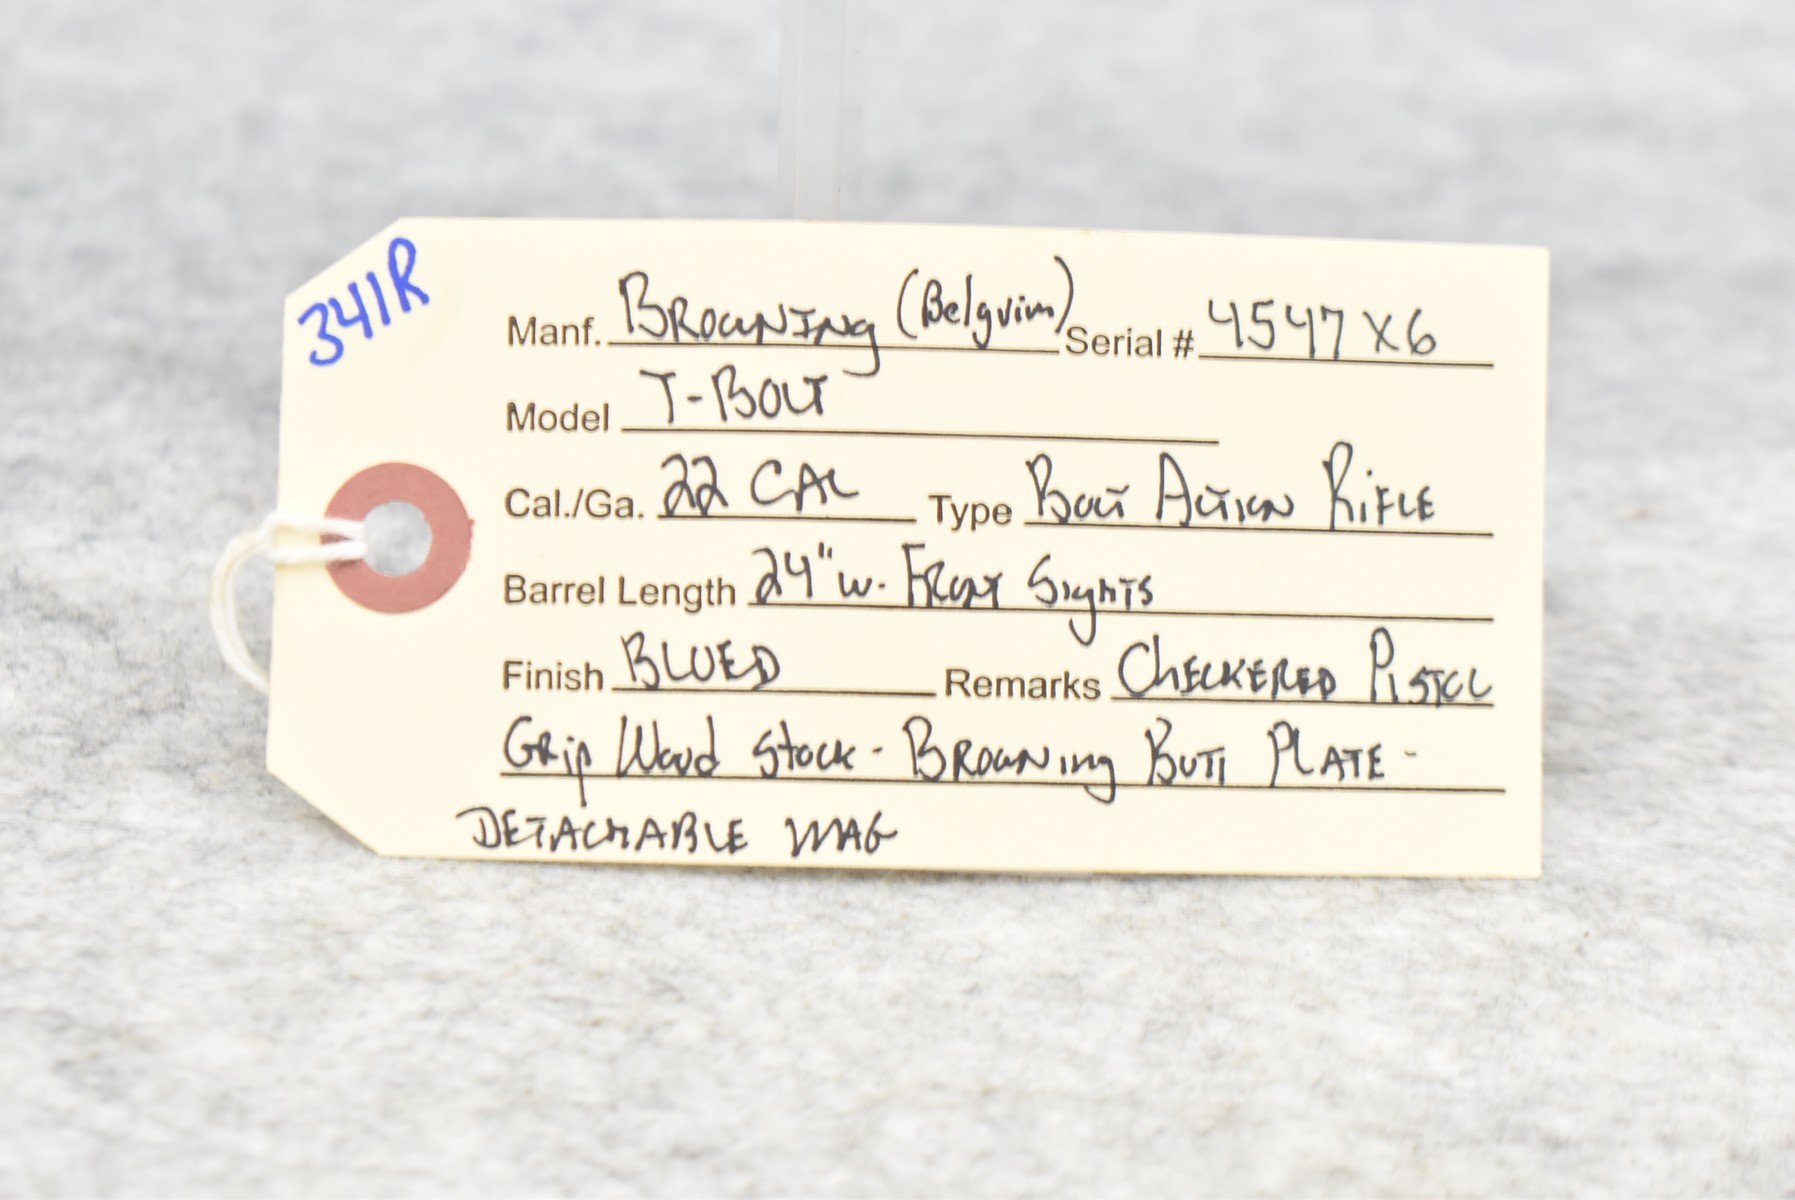 341R
Manf. Browning (Belgvim) Serial # 4547X6
Model T-Bolt
Cal./Ga. 22 CAL Type Bolt Action Rifle
Barrel Length 24" w. Front Sights
Finish BLUED Remarks Checkered Pistol
Grip Wood Stock - Browning Butt Plate -
Detachable Mag